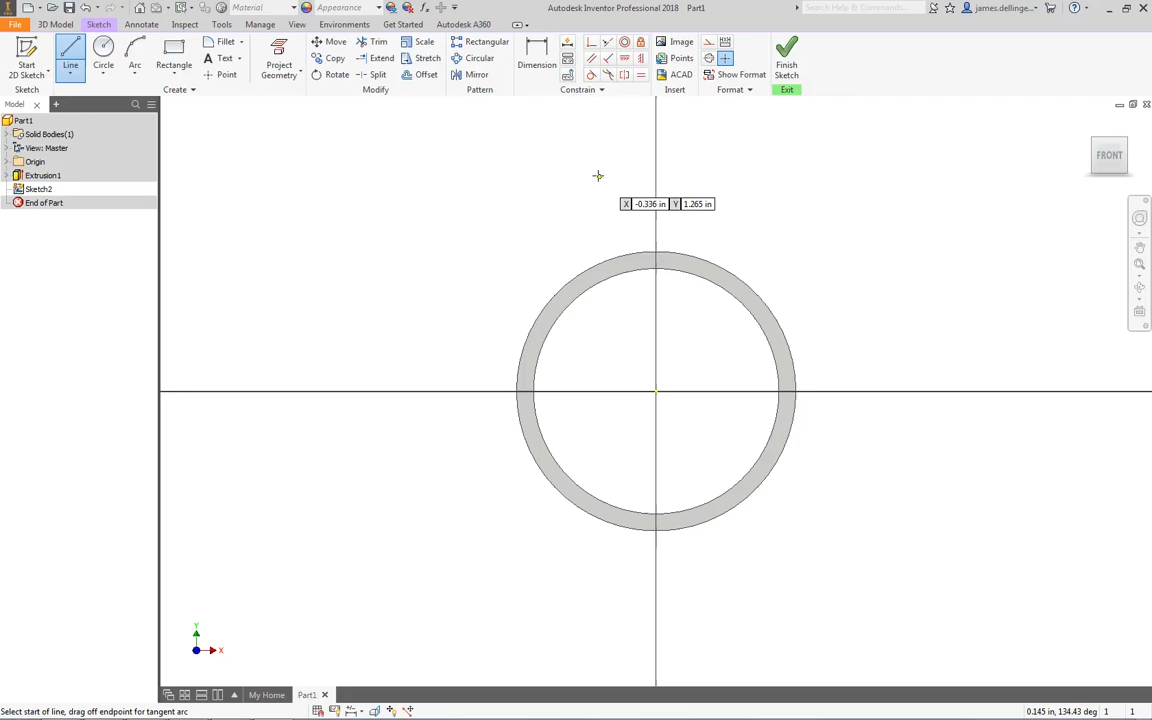 Material Appearance fx Autodesk Inventor Professional 2018 Part1 Search Help & Commands... james.dellinge...
File 3D Model Sketch Annotate Inspect Tools Manage View Environments Get Started Autodesk A360
Start 2D Sketch Line Circle Arc Rectangle Fillet Text Point Project Geometry Move Copy Rotate Trim Extend Split Scale Stretch Offset Rectangular Circular Mirror Dimension Image Points ACAD Show Format Finish Sketch
Sketch Create Modify Pattern Constrain Insert Format Exit
Model
Part1
Solid Bodies(1)
View: Master
Origin
Extrusion1
Sketch2
End of Part
FRONT
X -0.336 in Y 1.265 in
Y
X
My Home Part1
Select start of line, drag off endpoint for tangent arc 0.145 in, 134.43 deg 1 1